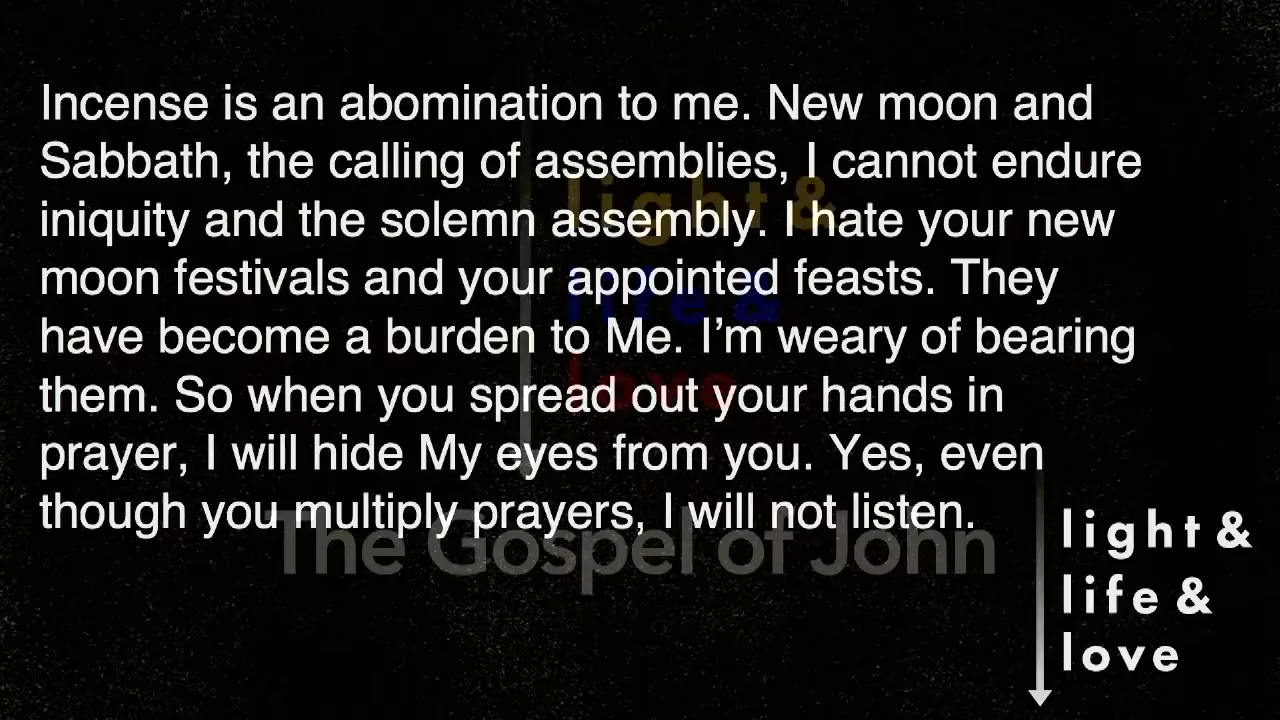 Incense is an abomination to me. New moon and
Sabbath, the calling of assemblies, I cannot endure
iniquity and the solemn assembly. I hate your new
moon festivals and your appointed feasts. They
have become a burden to Me. I’m weary of bearing
them. So when you spread out your hands in
prayer, I will hide My eyes from you. Yes, even
though you multiply prayers, I will not listen.
light &
life &
love
The Gospel of John
light &
life &
love